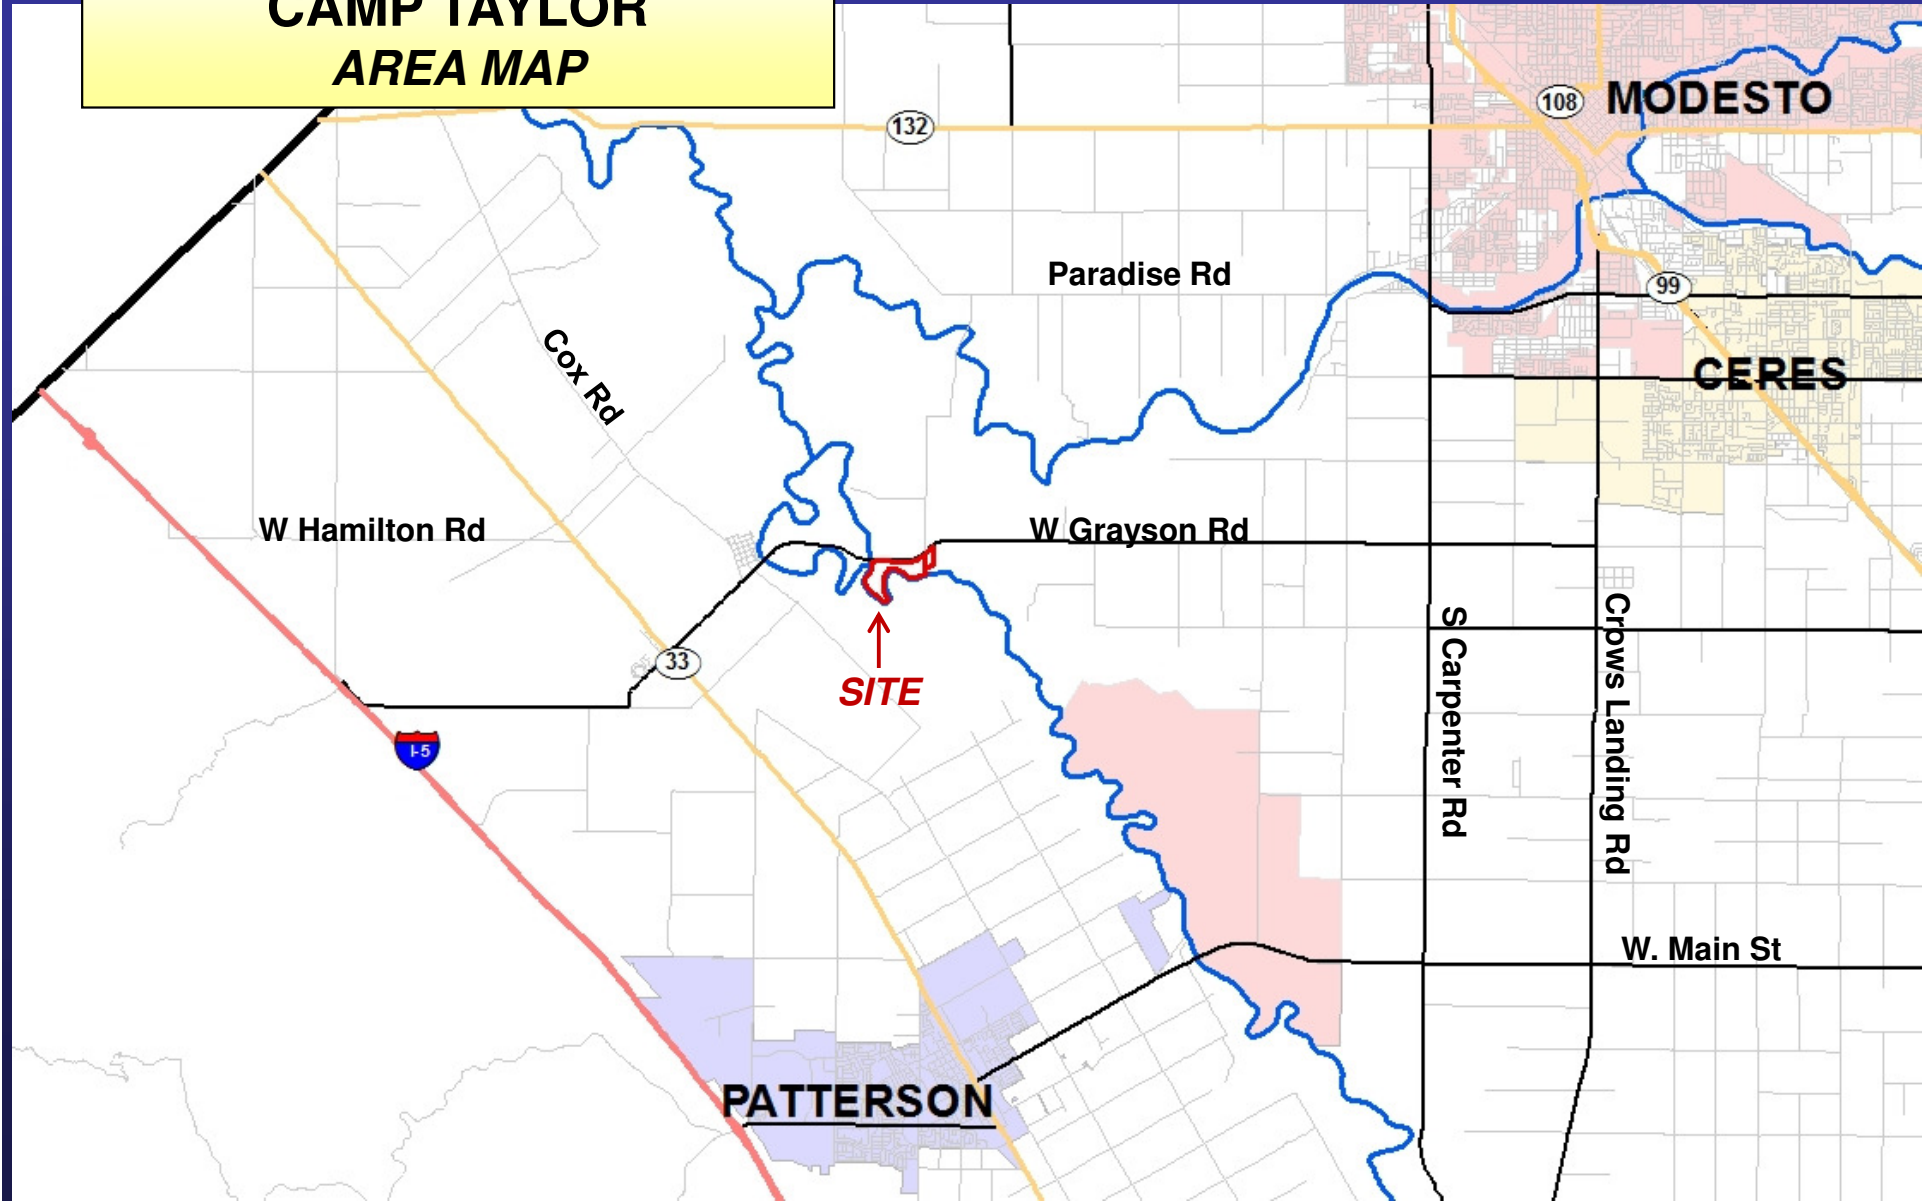 CAMP TAYLOR
AREA MAP
132
108
MODESTO
Paradise Rd
99
CERES
Cox Rd
W Hamilton Rd
W Grayson Rd
33
SITE
S Carpenter Rd
Crows Landing Rd
I-5
W. Main St
PATTERSON